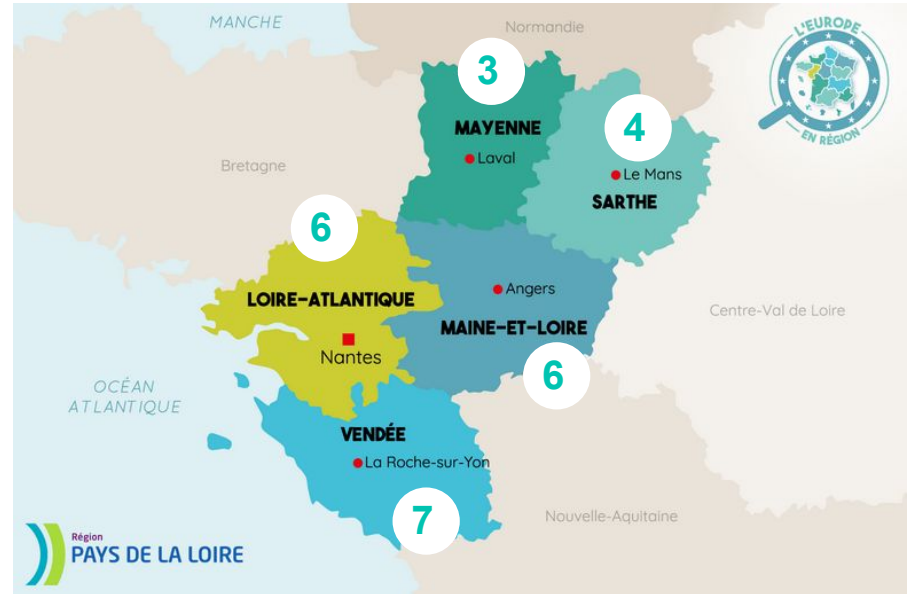 MANCHE
Normandie
L'EUROPE
EN RÉGION
3
MAYENNE
Laval
4
Le Mans
SARTHE
Bretagne
6
LOIRE-ATLANTIQUE
Nantes
Angers
MAINE-ET-LOIRE
6
Centre-Val de Loire
OCÉAN
ATLANTIQUE
VENDÉE
La Roche-sur-Yon
7
Nouvelle-Aquitaine
Région
PAYS DE LA LOIRE